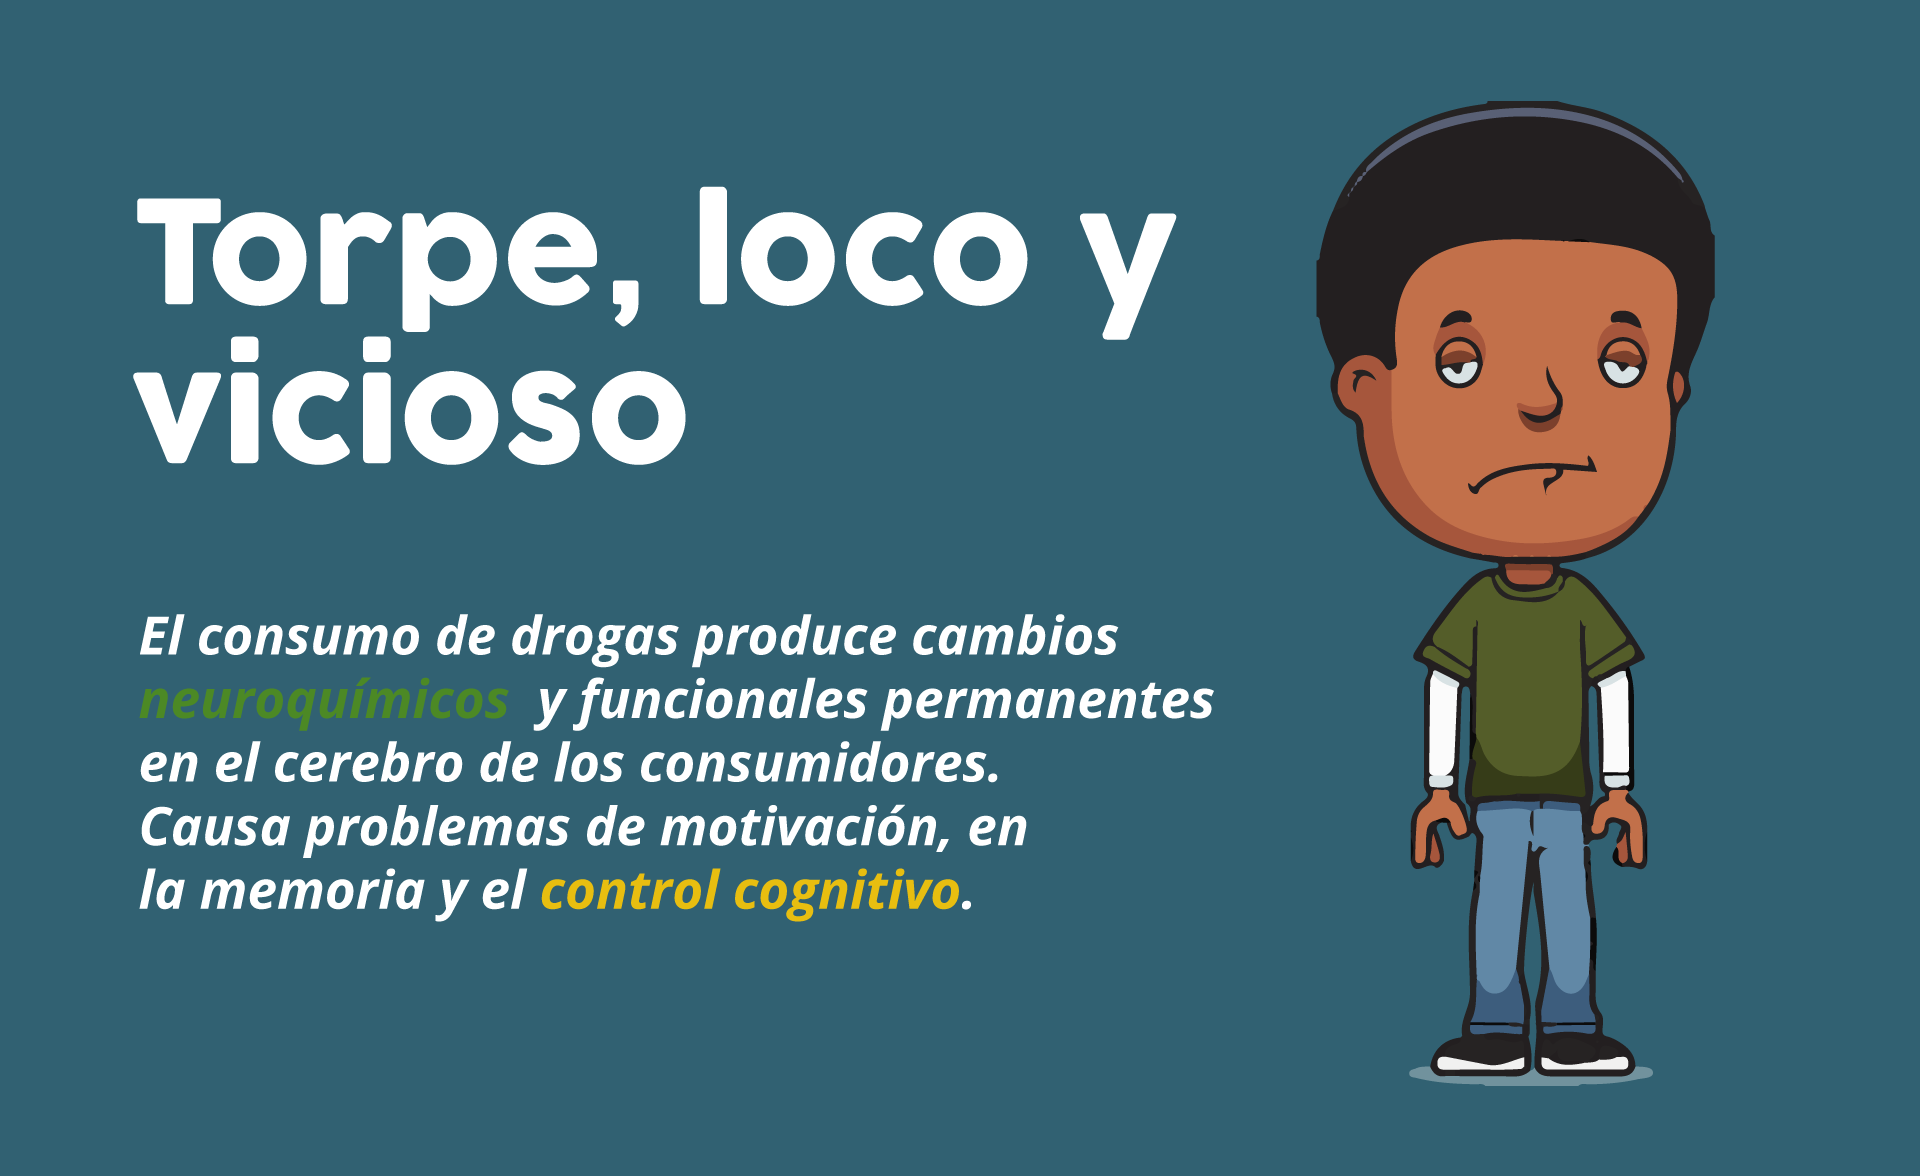 Torpe, loco y
vicioso
El consumo de drogas produce cambios
neuroquímicos y funcionales permanentes
en el cerebro de los consumidores.
Causa problemas de motivación, en
la memoria y el control cognitivo.